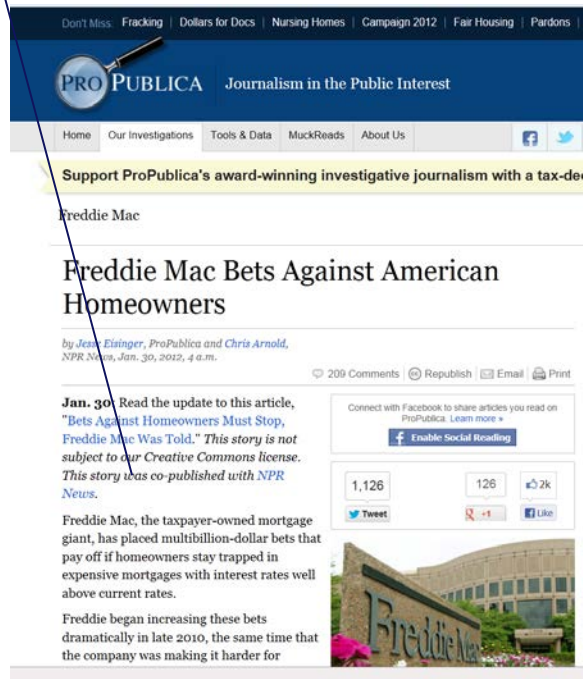 Don't Miss: Fracking | Dollars for Docs | Nursing Homes | Campaign 2012 | Fair Housing | Pardons |
PRO PUBLICA Journalism in the Public Interest
Home Our Investigations Tools & Data MuckReads About Us
Support ProPublica's award-winning investigative journalism with a tax-de
Freddie Mac
Freddie Mac Bets Against American
Homeowners
by Jesse Eisinger, ProPublica and Chris Arnold,
NPR News, Jan. 30, 2012, 4 a.m.
209 Comments | Republish | Email | Print
Jan. 30: Read the update to this article,
"Bets Against Homeowners Must Stop,
Freddie Mac Was Told." This story is not
subject to our Creative Commons license.
This story was co-published with NPR
News.
Freddie Mac, the taxpayer-owned mortgage
giant, has placed multibillion-dollar bets that
pay off if homeowners stay trapped in
expensive mortgages with interest rates well
above current rates.
Freddie began increasing these bets
dramatically in late 2010, the same time that
the company was making it harder for
Connect with Facebook to share articles you read on
ProPublica. Learn more »
f Enable Social Reading
1,126 126 2k
Tweet +1 Like
Freddie Mac